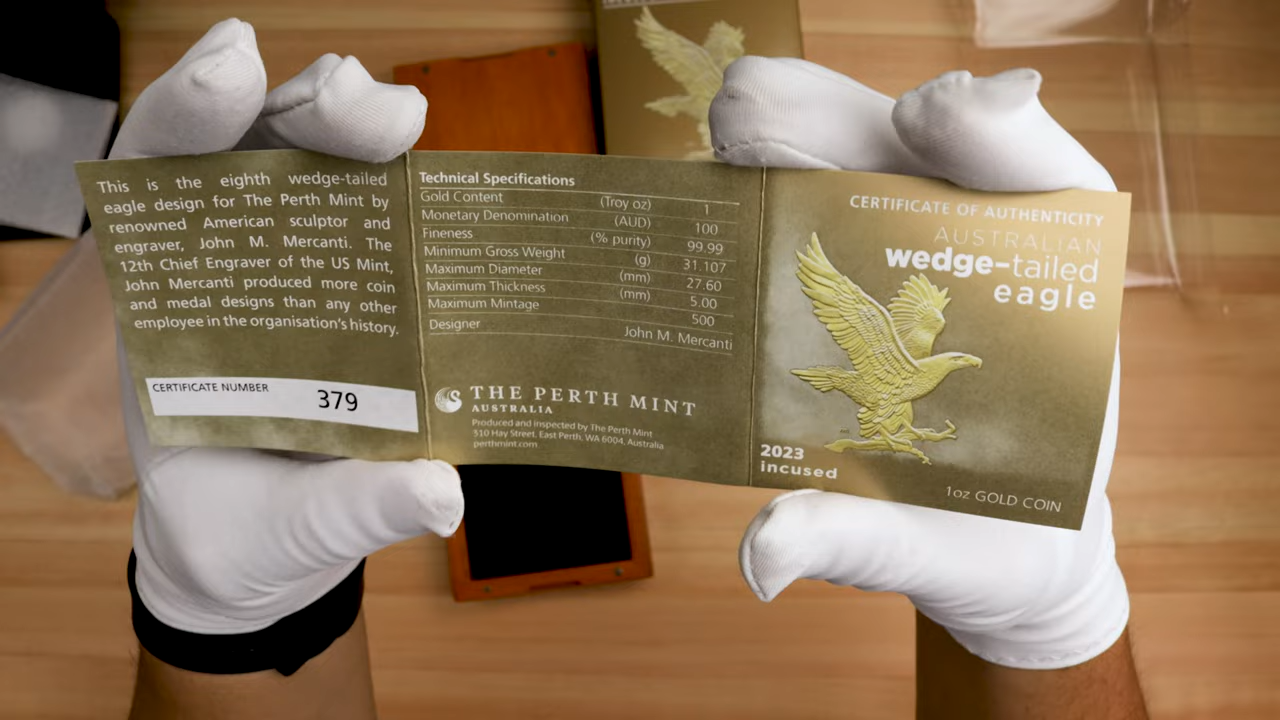 This is the eighth wedge-tailed
eagle design for The Perth Mint by
renowned American sculptor and
engraver, John M. Mercanti. The
12th Chief Engraver of the US Mint,
John Mercanti produced more coin
and medal designs than any other
employee in the organisation's history.
CERTIFICATE NUMBER 379
Technical Specifications
Gold Content (Troy oz) 1
Monetary Denomination (AUD) 100
Fineness (% purity) 99.99
Minimum Gross Weight (g) 31.107
Maximum Diameter (mm) 27.60
Maximum Thickness (mm) 5.00
Maximum Mintage 500
Designer John M. Mercanti
THE PERTH MINT
AUSTRALIA
Produced and inspected by The Perth Mint
310 Hay Street, East Perth, WA 6004, Australia
perthmint.com
CERTIFICATE OF AUTHENTICITY
AUSTRALIAN
wedge-tailed
eagle
2023
incused
1oz GOLD COIN